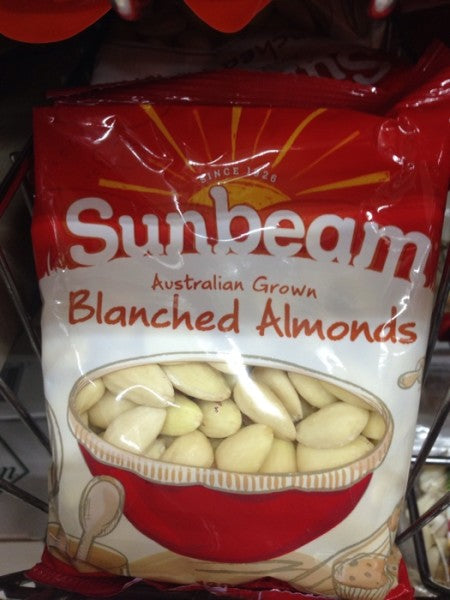 SINCE 1926
Sunbeam
Australian Grown
Blanched Almonds